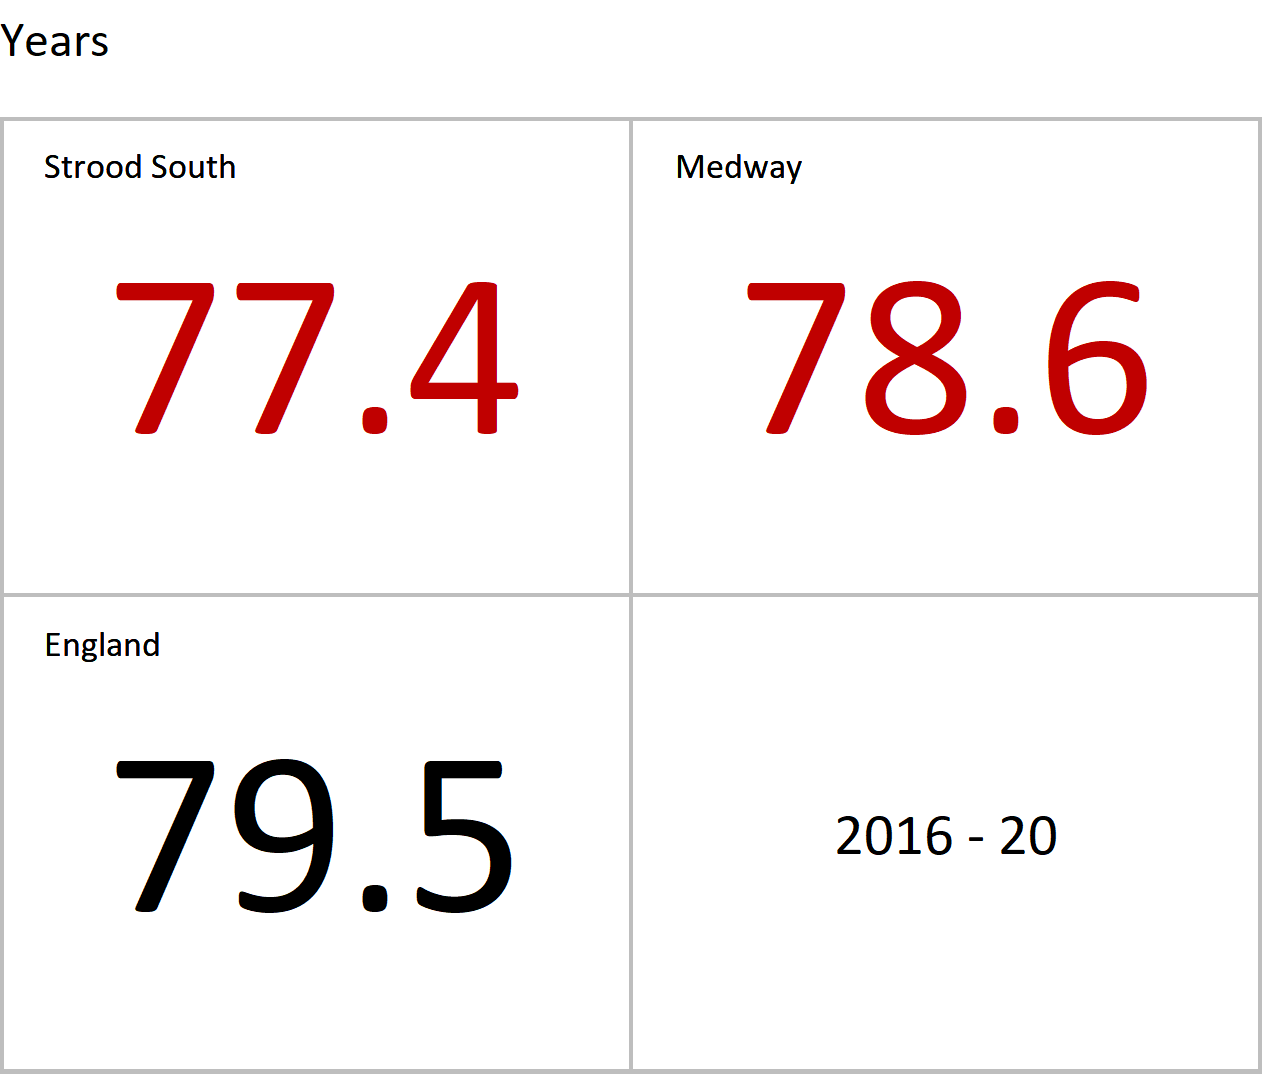 Years
Strood South
77.4
Medway
78.6
England
79.5
2016 - 20